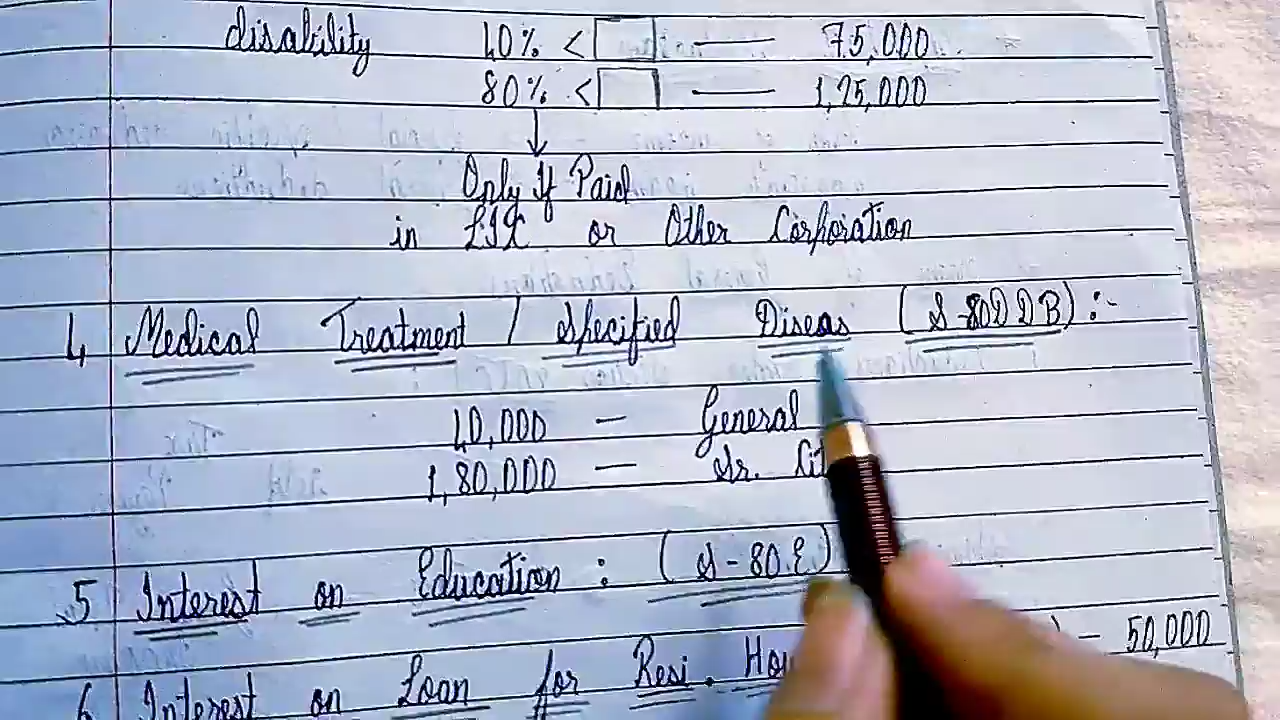 disability 40% < 75,000
80% < 1,25,000
Only If Paid
in LIC or Other Corporation
4 Medical Treatment / Specified Diseas (S-80DDB) :-
40,000 — General
1,80,000 — Sr. Cit
5 Interest on Education : (S-80E)
6 Interest on Loan for Resi. Hou ) - 50,000